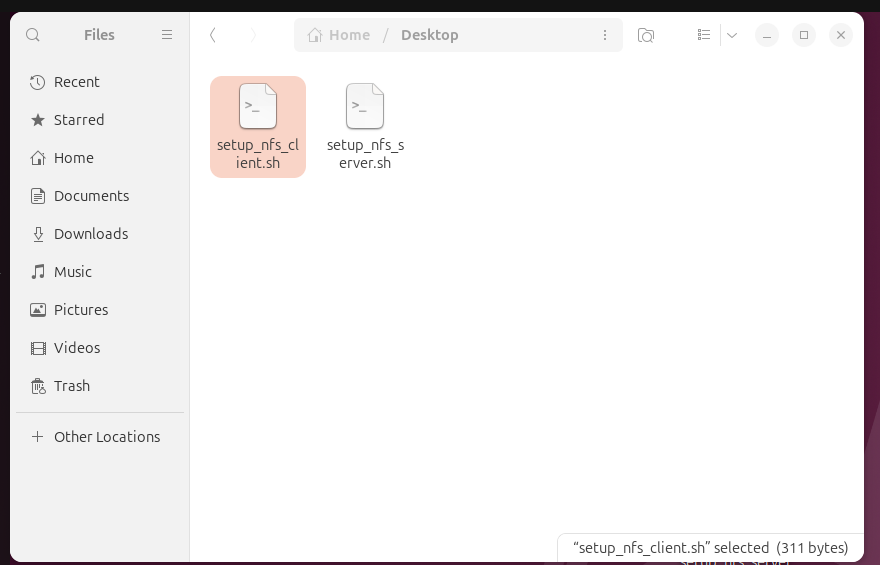 Files
Home / Desktop
Recent
Starred
Home
Documents
Downloads
Music
Pictures
Videos
Trash
Other Locations
>_
setup_nfs_cl
ient.sh
>_
setup_nfs_s
erver.sh
“setup_nfs_client.sh” selected (311 bytes)